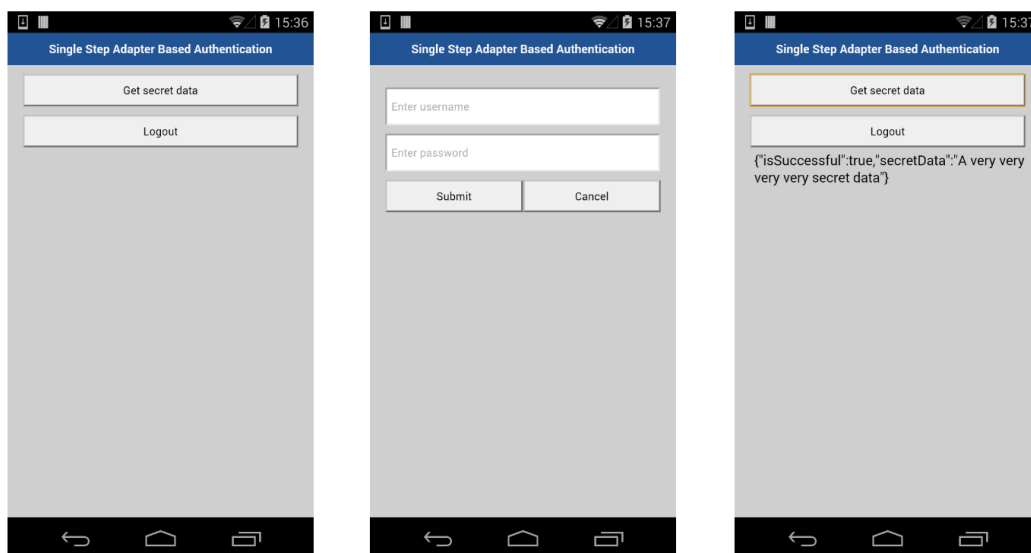 15:36
Single Step Adapter Based Authentication
Get secret data
Logout
15:37
Single Step Adapter Based Authentication
Enter username
Enter password
Submit
Cancel
15:37
Single Step Adapter Based Authentication
Get secret data
Logout
{"isSuccessful":true,"secretData":"A very very
very very secret data"}